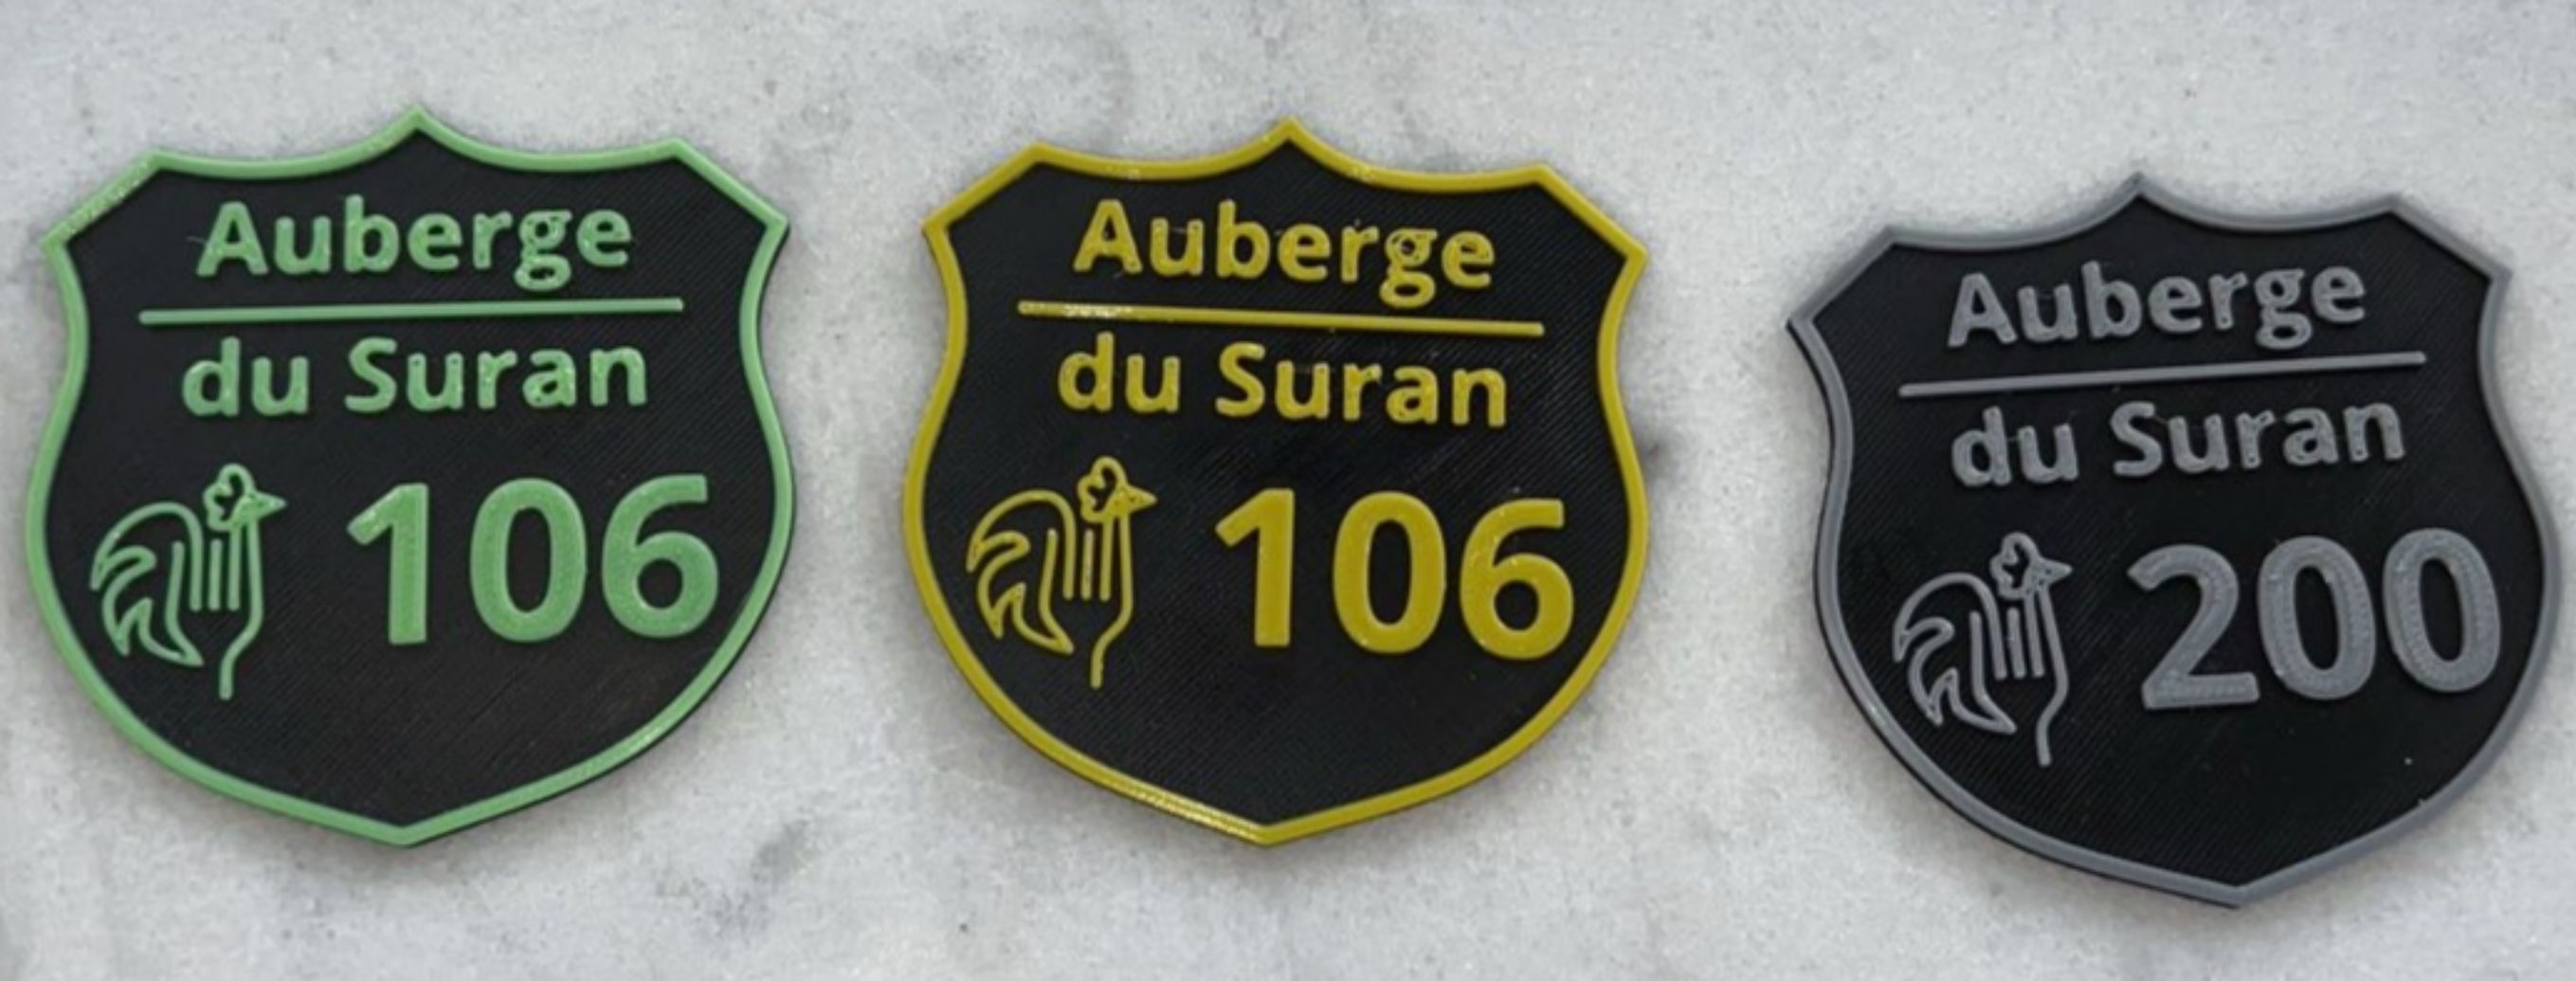 Auberge
du Suran
106
Auberge
du Suran
106
Auberge
du Suran
200